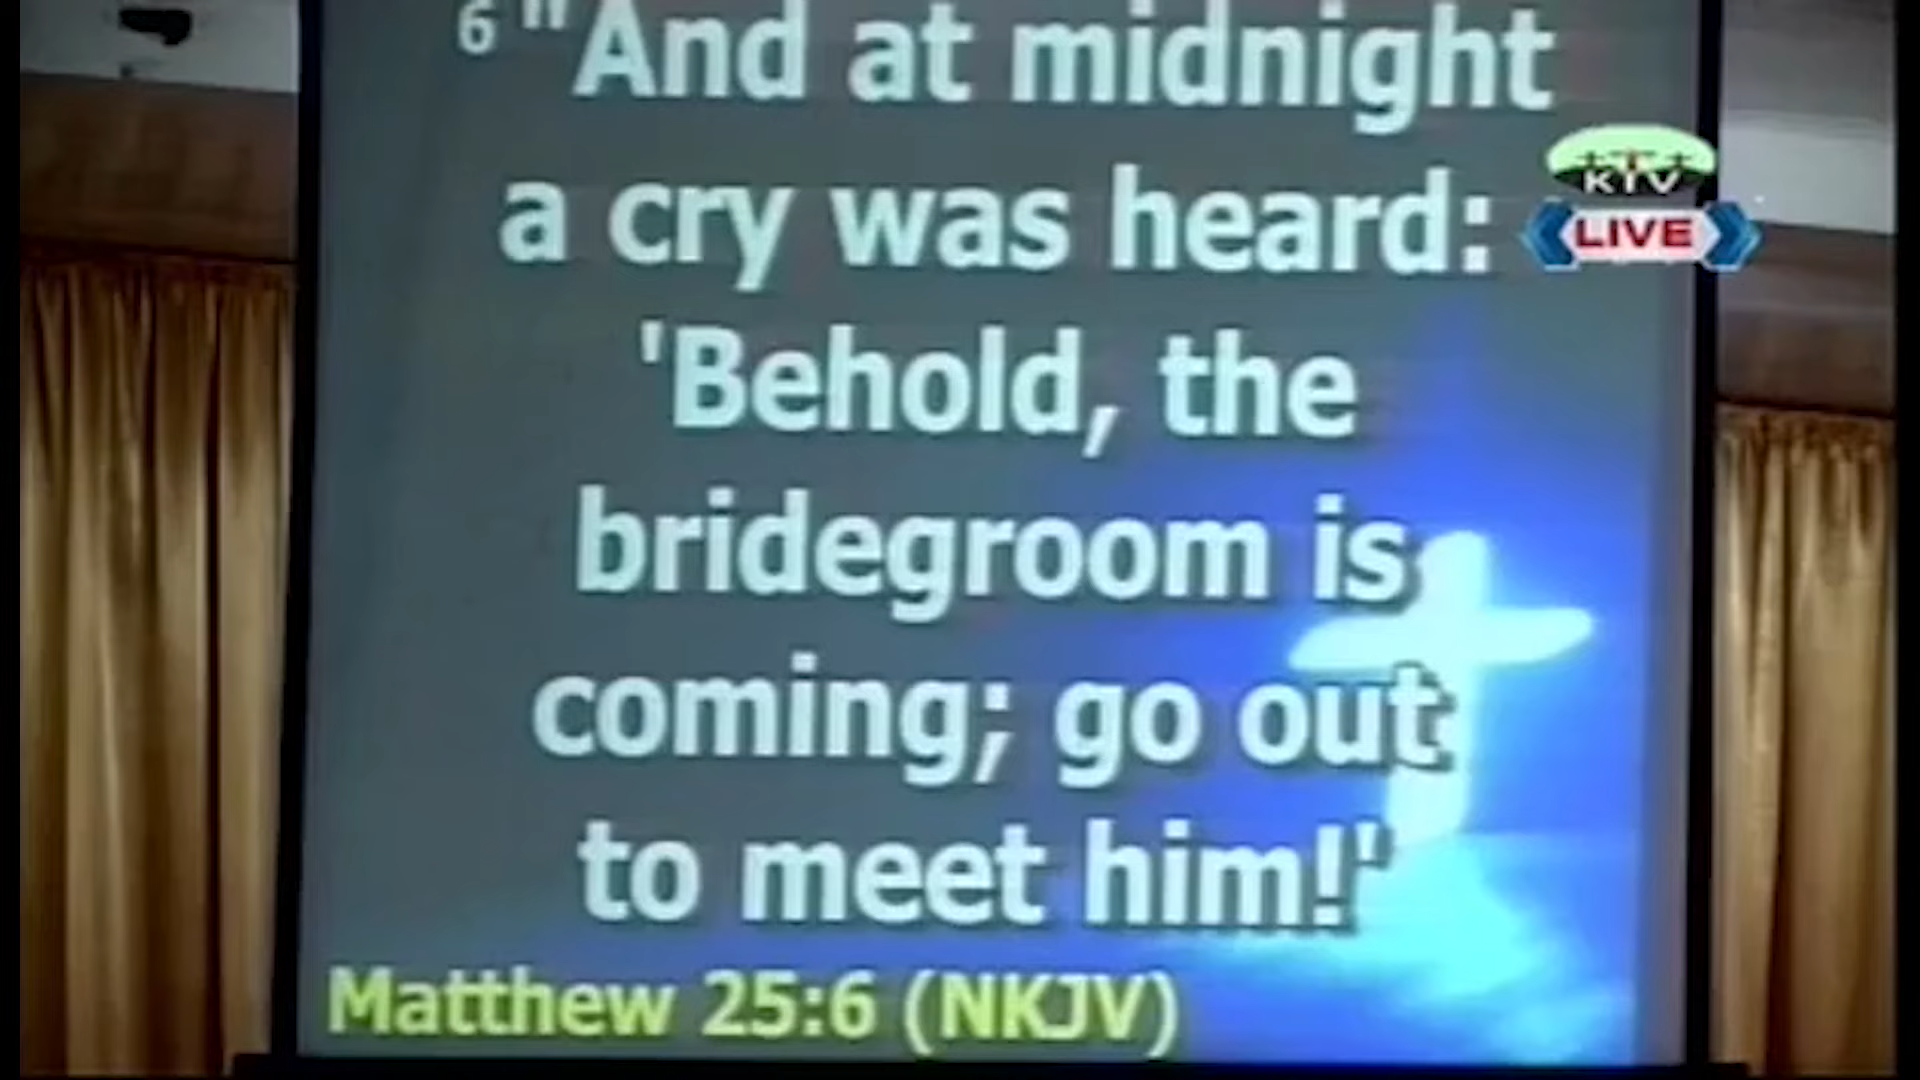 6 "And at midnight
a cry was heard:
'Behold, the
bridegroom is
coming; go out
to meet him!'
Matthew 25:6 (NKJV)
KTV
LIVE